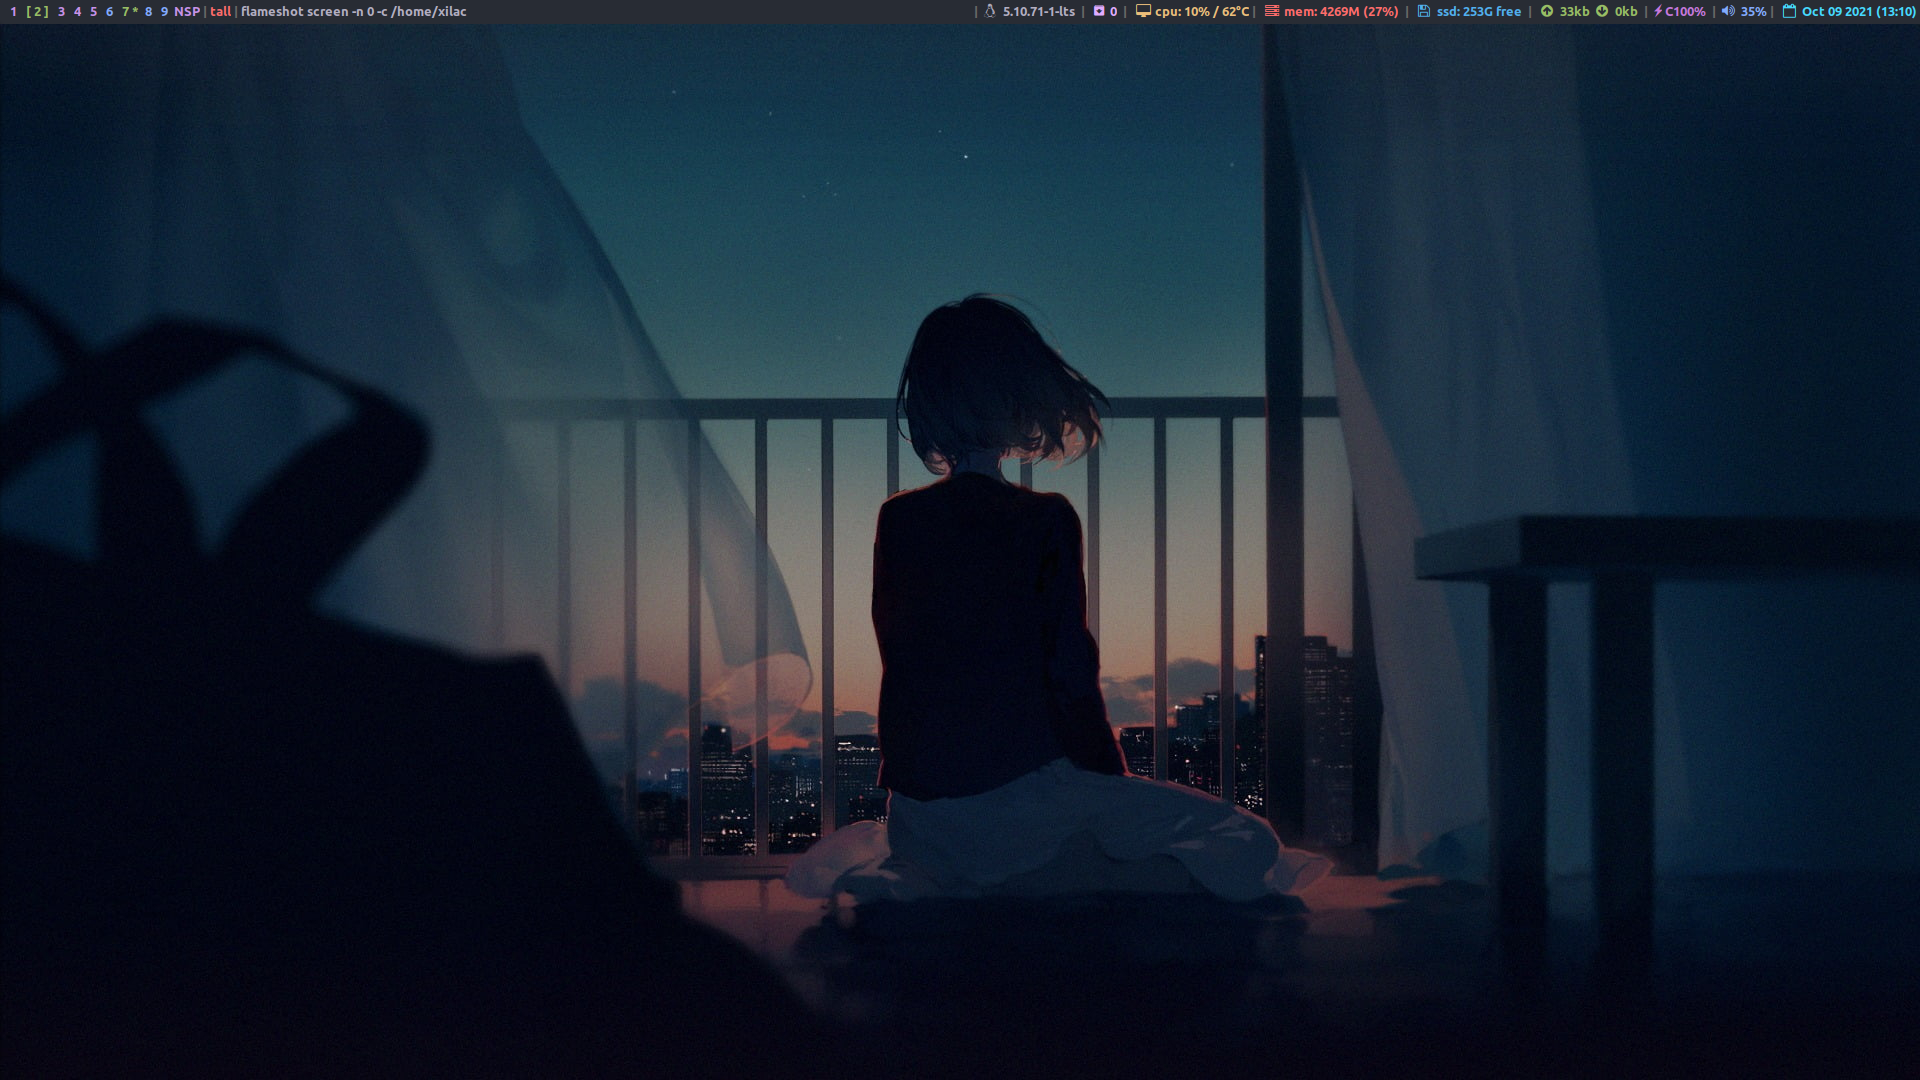 1 [2] 3 4 5 6 7* 8 9 NSP | tall | flameshot screen -n 0 -c /home/xilac | 5.10.71-1-lts | 0 | cpu: 10% / 62°C | mem: 4269M (27%) | ssd: 253G free | 33kb 0kb | C100% | 35% | Oct 09 2021 (13:10)